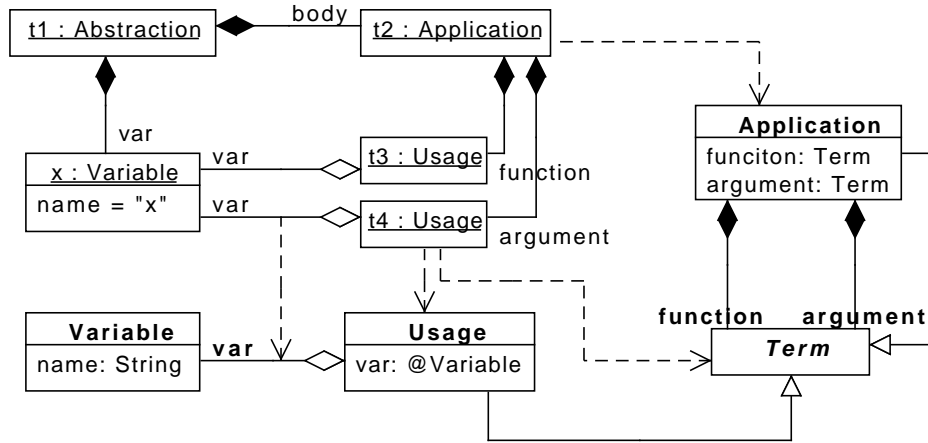 body
t1 : Abstraction
t2 : Application
var
Application
funciton: Term
argument: Term
x : Variable
name = "x"
var
t3 : Usage
function
var
t4 : Usage
argument
function
argument
Variable
name: String
var
Usage
var: @Variable
Term